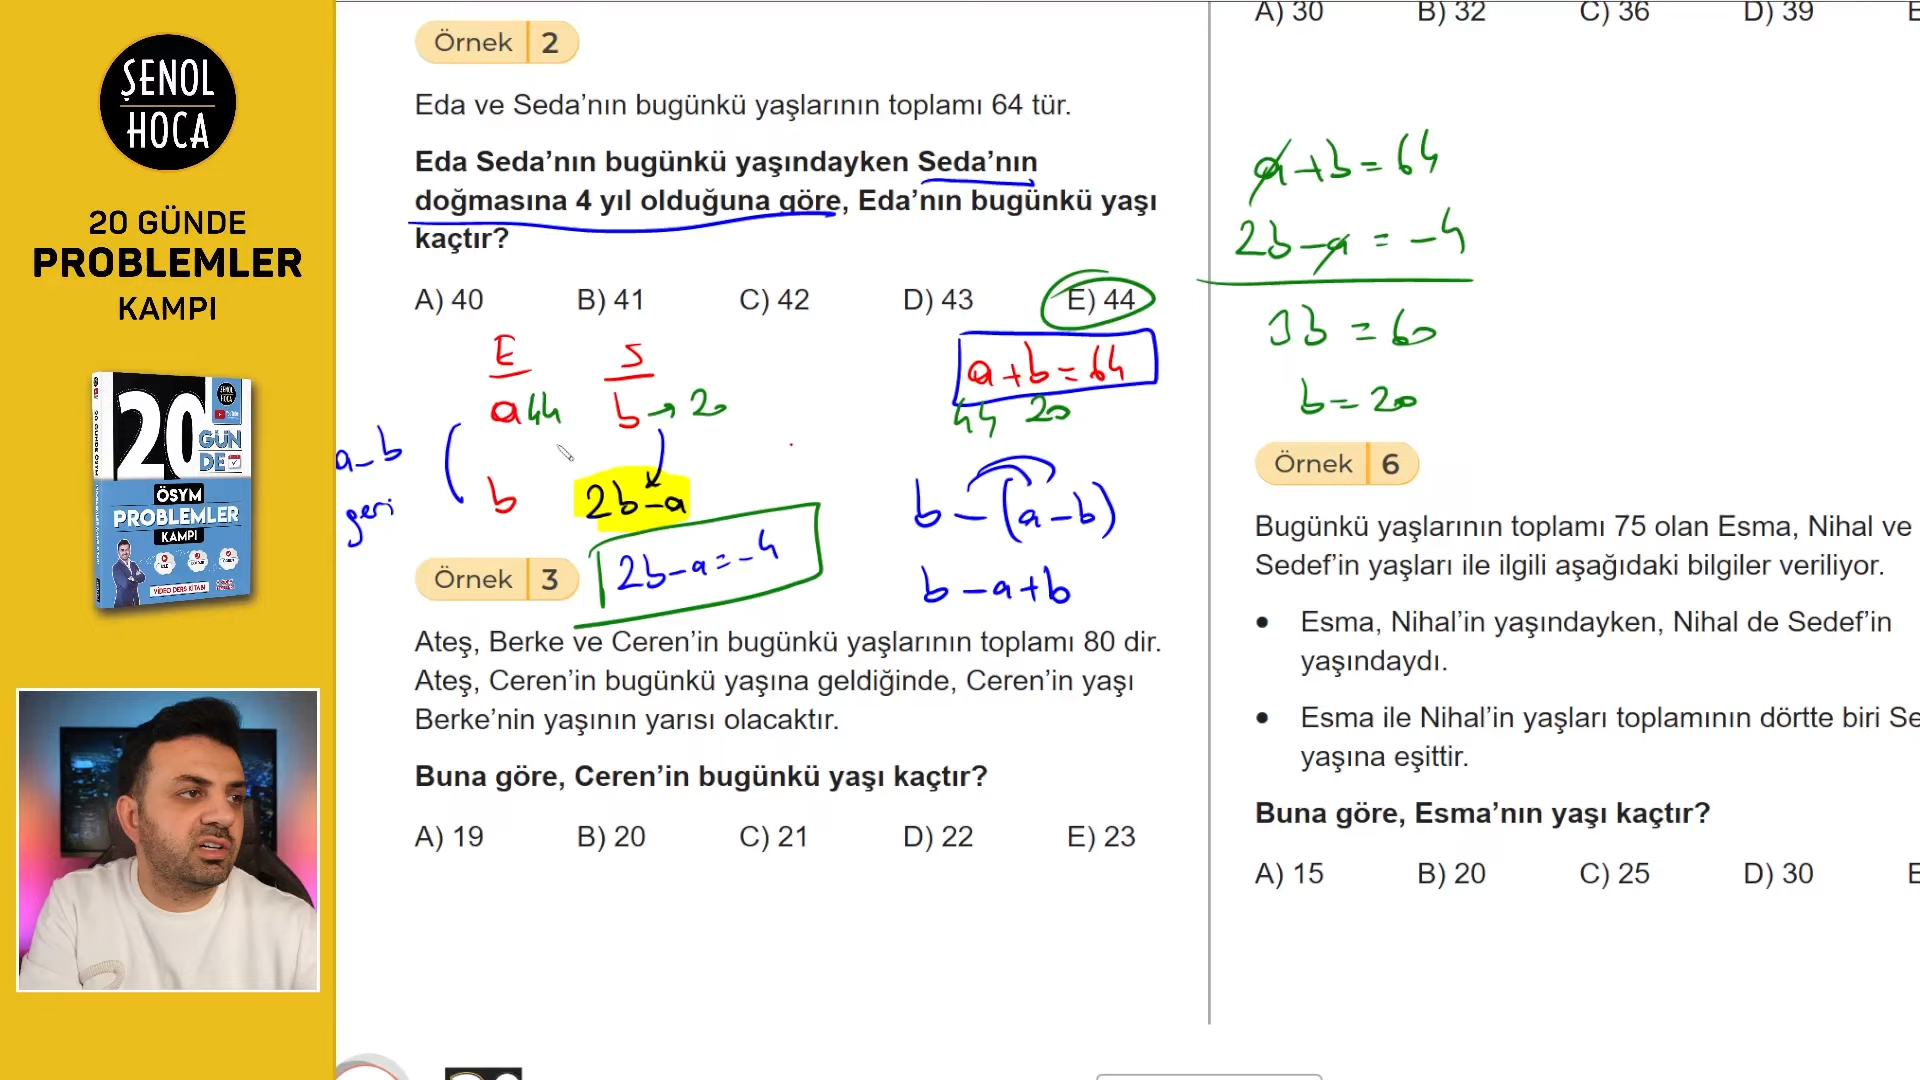 ŞENOL
HOCA
20 GÜNDE
PROBLEMLER
KAMPI
20
GÜN
DE
ÖSYM
PROBLEMLER
KAMPI
VİDEO DERS KİTABI
Örnek 2
Eda ve Seda'nın bugünkü yaşlarının toplamı 64 tür.
Eda Seda'nın bugünkü yaşındayken Seda'nın
doğmasına 4 yıl olduğuna göre, Eda'nın bugünkü yaşı
kaçtır?
A) 40 B) 41 C) 42 D) 43 E) 44
E S
a 44 b → 20
a-b
geri
b 2b-a
2b-a=-4
a+b=64
44 20
b-(a-b)
b-a+b
Örnek 3
Ateş, Berke ve Ceren'in bugünkü yaşlarının toplamı 80 dir.
Ateş, Ceren'in bugünkü yaşına geldiğinde, Ceren'in yaşı
Berke'nin yaşının yarısı olacaktır.
Buna göre, Ceren'in bugünkü yaşı kaçtır?
A) 19 B) 20 C) 21 D) 22 E) 23
A) 30 B) 32 C) 36 D) 39 E
a+b=64
2b-a=-4
3b=60
b=20
Örnek 6
Bugünkü yaşlarının toplamı 75 olan Esma, Nihal ve
Sedef'in yaşları ile ilgili aşağıdaki bilgiler veriliyor.
• Esma, Nihal'in yaşındayken, Nihal de Sedef'in
yaşındaydı.
• Esma ile Nihal'in yaşları toplamının dörtte biri Se
yaşına eşittir.
Buna göre, Esma'nın yaşı kaçtır?
A) 15 B) 20 C) 25 D) 30 E